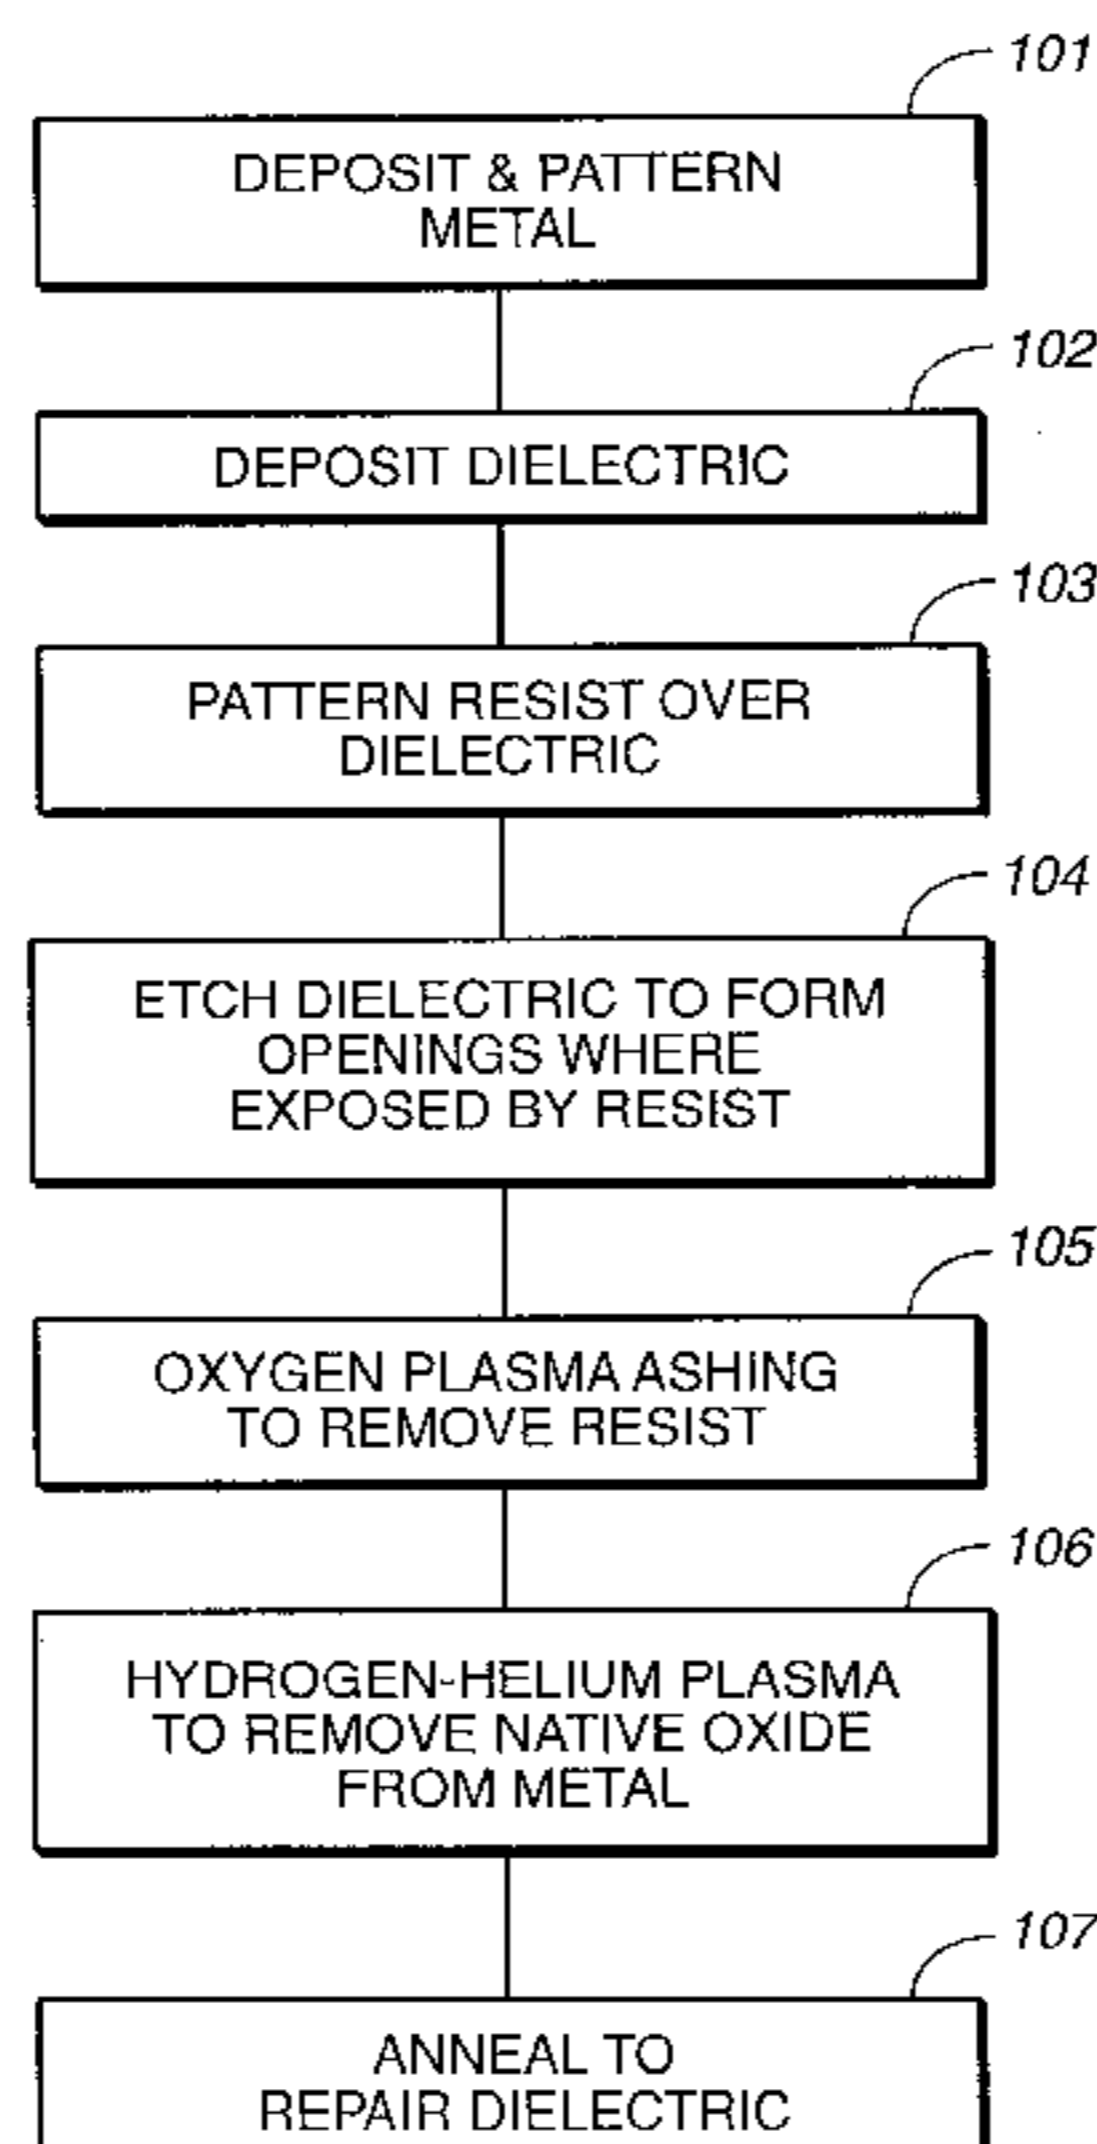 101
DEPOSIT & PATTERN
METAL
102
DEPOSIT DIELECTRIC
103
PATTERN RESIST OVER
DIELECTRIC
104
ETCH DIELECTRIC TO FORM
OPENINGS WHERE
EXPOSED BY RESIST
105
OXYGEN PLASMA ASHING
TO REMOVE RESIST
106
HYDROGEN-HELIUM PLASMA
TO REMOVE NATIVE OXIDE
FROM METAL
107
ANNEAL TO
REPAIR DIELECTRIC